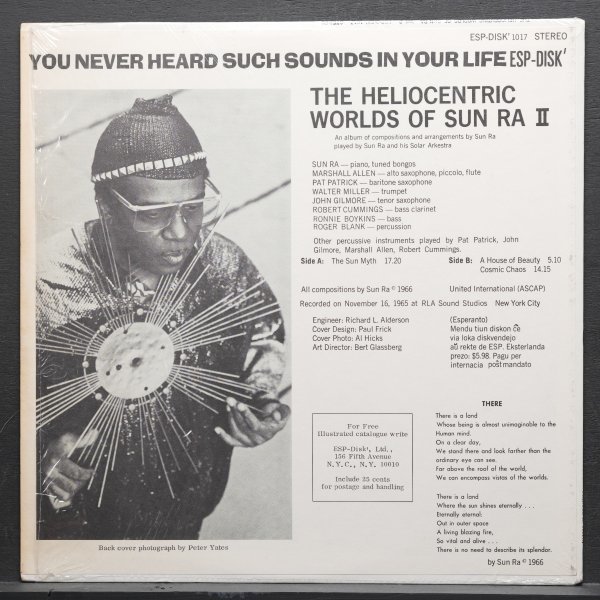 ESP-DISK' 1017 STEREO
YOU NEVER HEARD SUCH SOUNDS IN YOUR LIFE ESP-DISK'
THE HELIOCENTRIC
WORLDS OF SUN RA II
An album of compositions and arrangements by Sun Ra
played by Sun Ra and his Solar Arkestra
SUN RA — piano, tuned bongos
MARSHALL ALLEN — alto saxophone, piccolo, flute
PAT PATRICK — baritone saxophone
WALTER MILLER — trumpet
JOHN GILMORE — tenor saxophone
ROBERT CUMMINGS — bass clarinet
RONNIE BOYKINS — bass
ROGER BLANK — percussion
Other percussive instruments played by Pat Patrick, John
Gilmore, Marshall Allen, Robert Cummings.
Side A: The Sun Myth 17.20 Side B: A House of Beauty 5.10
Cosmic Chaos 14.15
All compositions by Sun Ra © 1966 United International (ASCAP)
Recorded on November 16, 1965 at RLA Sound Studios New York City
Engineer: Richard L. Alderson
Cover Design: Paul Frick
Cover Photo: Al Hicks
Art Director: Bert Glassberg
(Esperanto)
Mendu tiun diskon ĉe
via loka diskvendejo
aŭ rekte de ESP. Eksterlanda
prezo: $5.98. Pagu per
internacia poŝtmandato
For Free
Illustrated catalogue write
ESP-Disk', Ltd.,
156 Fifth Avenue
N.Y.C., N.Y. 10010
Include 25 cents
for postage and handling
THERE
There is a land
Whose being is almost unimaginable to the
Human mind.
On a clear day,
We stand there and look farther than the
ordinary eye can see.
Far above the roof of the world,
We can encompass vistas of the worlds.
There is a land
Where the sun shines eternally . . .
Eternally eternal:
Out in outer space
A living blazing fire,
So vital and alive . . .
There is no need to describe its splendor.
by Sun Ra © 1966
Back cover photograph by Peter Yates